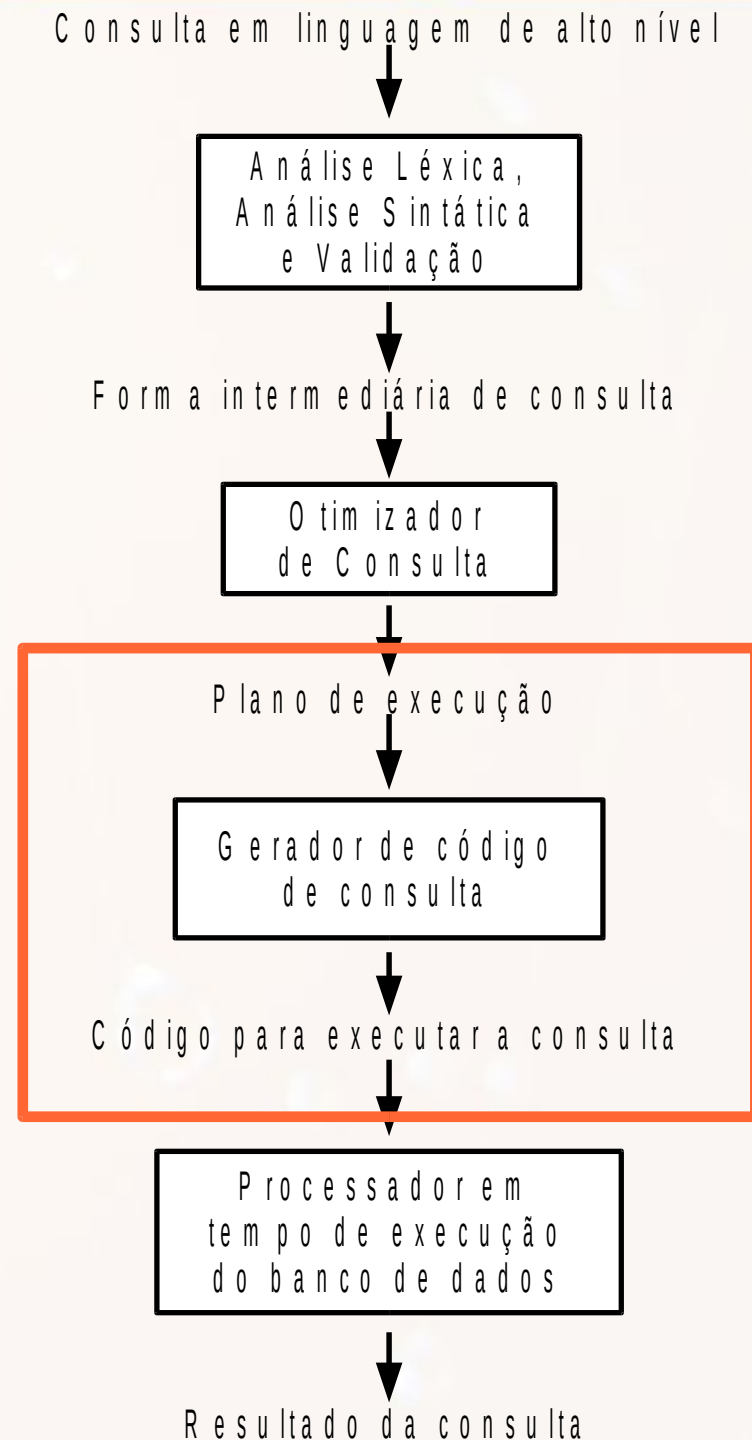 Consulta em linguagem de alto nível
Análise Léxica,
Análise Sintática
e Validação
Forma intermediária de consulta
Otimizador
de Consulta
Plano de execução
Gerador de código
de consulta
Código para executar a consulta
Processador em
tempo de execução
do banco de dados
Resultado da consulta